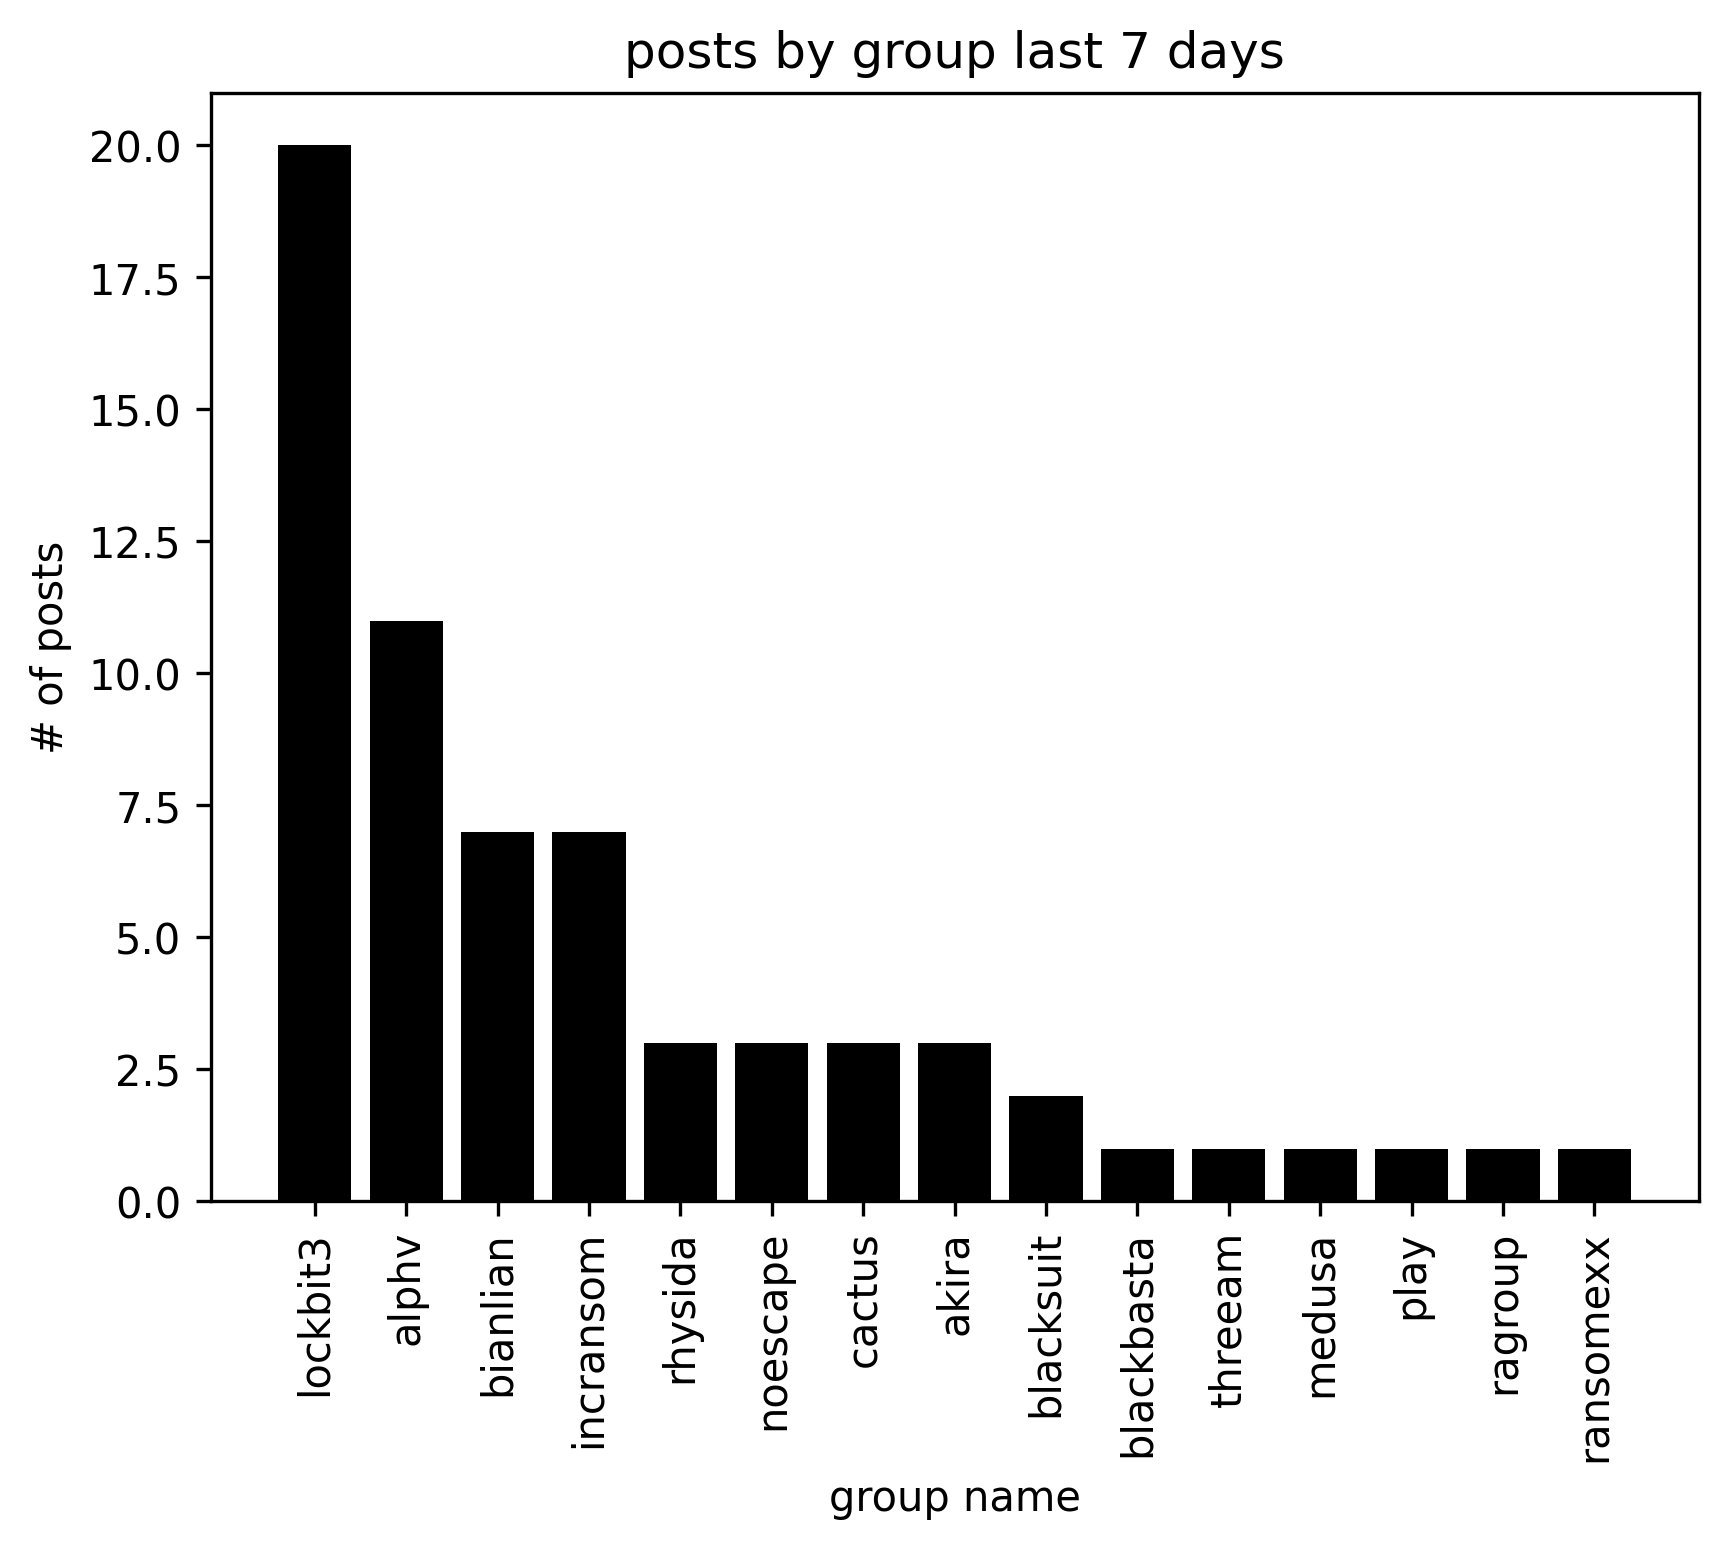 posts by group last 7 days
# of posts
20.0
17.5
15.0
12.5
10.0
7.5
5.0
2.5
0.0
lockbit3
alphv
bianlian
incransom
rhysida
noescape
cactus
akira
blacksuit
blackbasta
threeam
medusa
play
ragroup
ransomexx
group name